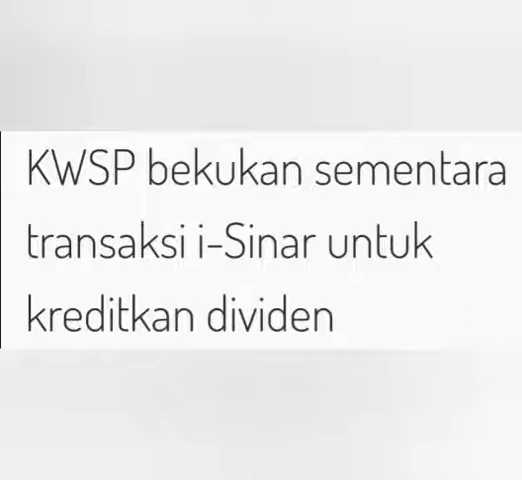 KWSP bekukan sementara
transaksi i-Sinar untuk
kreditkan dividen